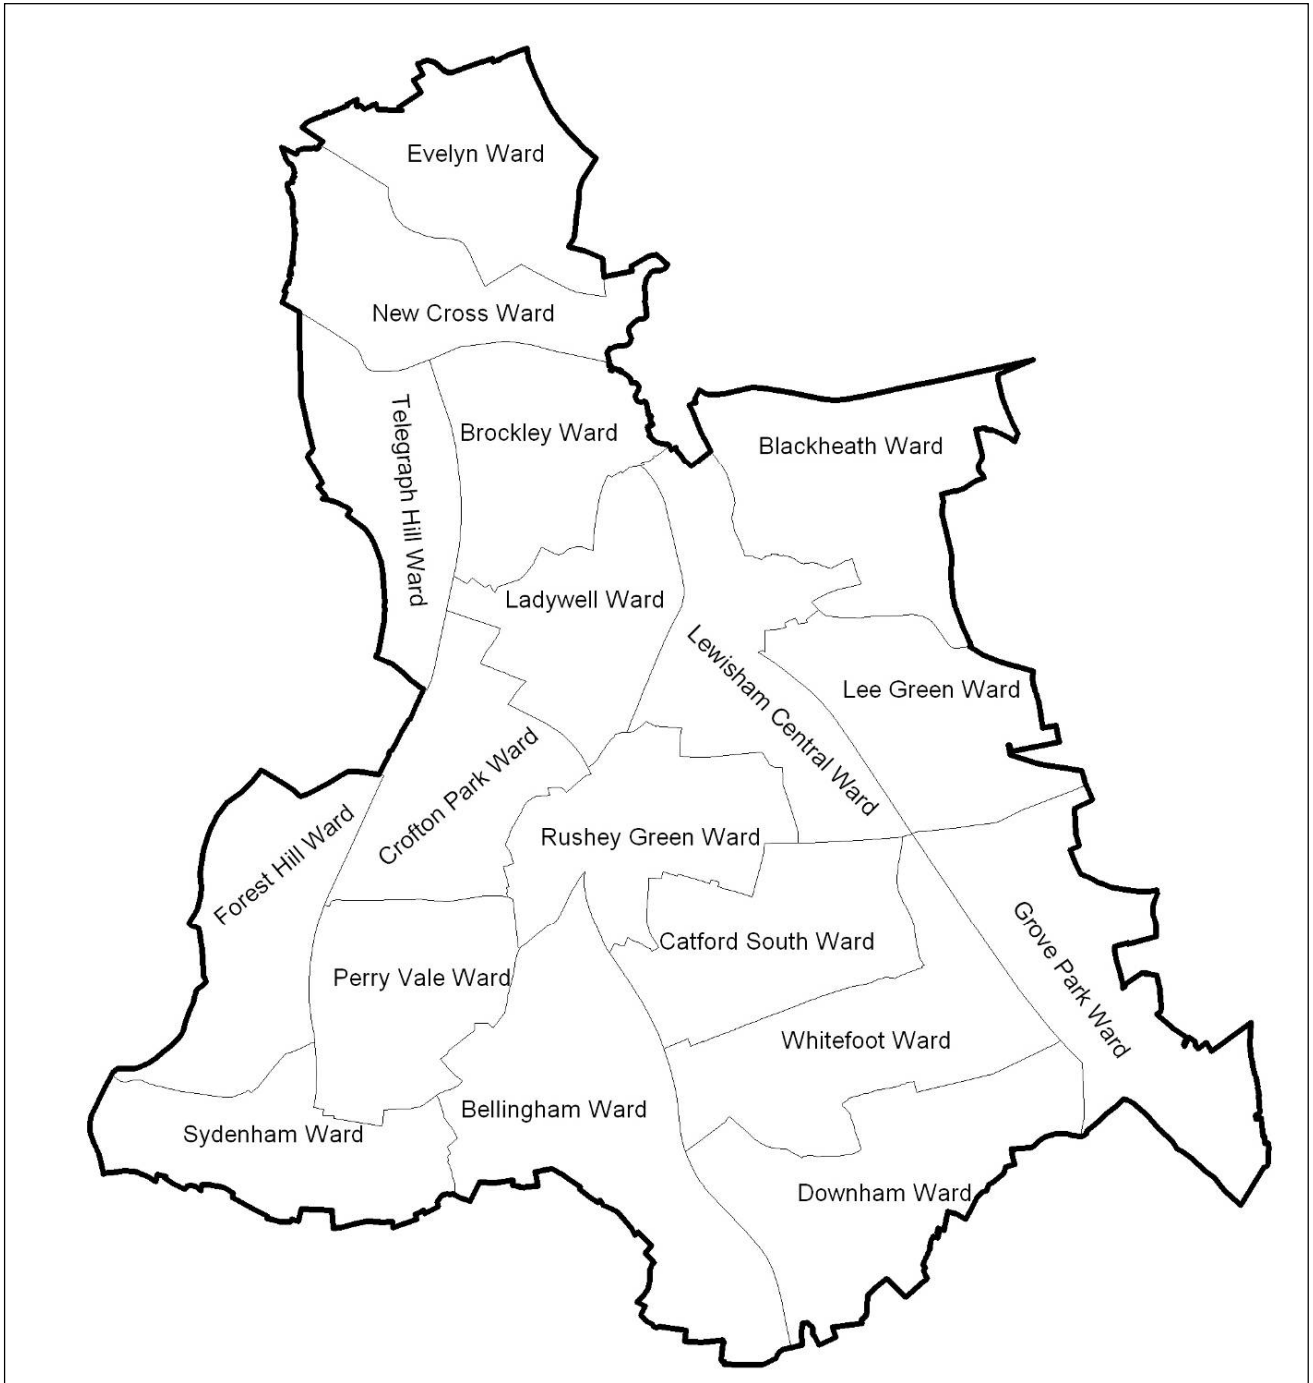 Evelyn Ward
New Cross Ward
Telegraph Hill Ward
Brockley Ward
Blackheath Ward
Ladywell Ward
Lewisham Central Ward
Lee Green Ward
Crofton Park Ward
Forest Hill Ward
Rushey Green Ward
Catford South Ward
Grove Park Ward
Perry Vale Ward
Whitefoot Ward
Bellingham Ward
Sydenham Ward
Downham Ward